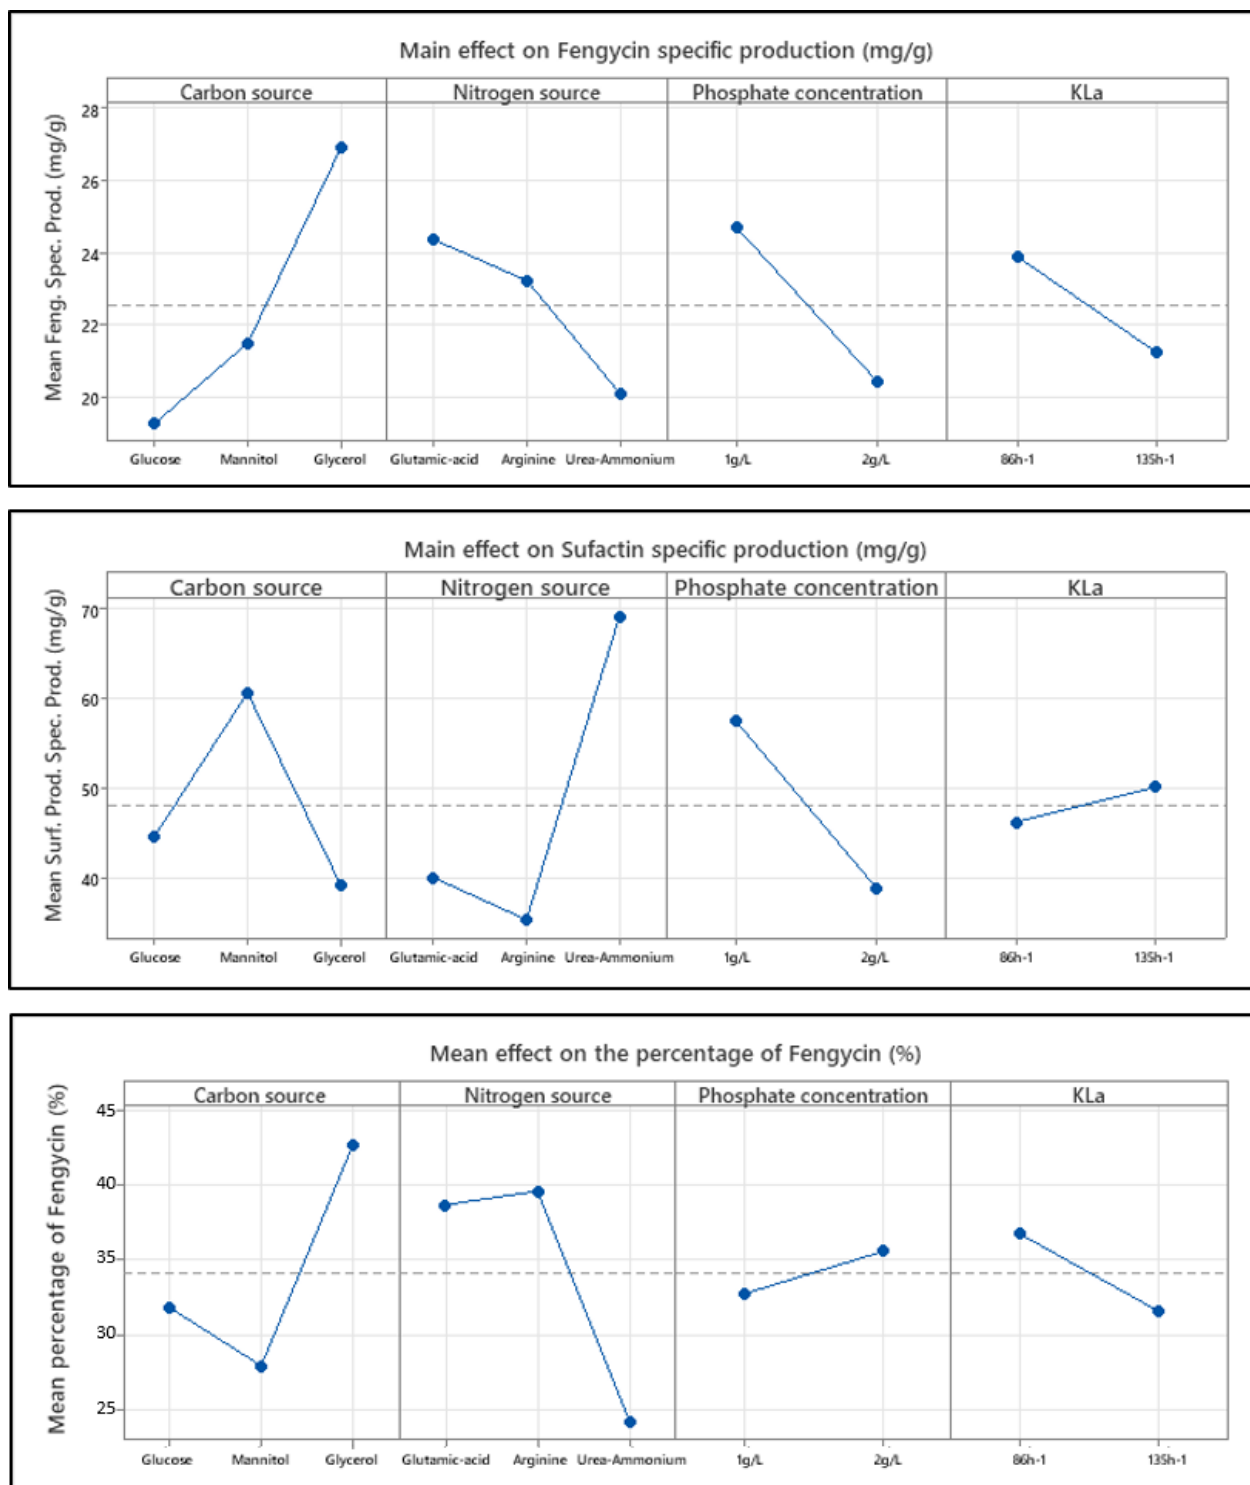 Main effect on Fengycin specific production (mg/g)
Carbon source Nitrogen source Phosphate concentration KLa
Mean Feng. Spec. Prod. (mg/g)
28
26
24
22
20
Glucose Mannitol Glycerol Glutamic-acid Arginine Urea-Ammonium 1g/L 2g/L 86h-1 135h-1
Main effect on Sufactin specific production (mg/g)
Carbon source Nitrogen source Phosphate concentration KLa
Mean Surf. Prod. Spec. Prod. (mg/g)
70
60
50
40
Glucose Mannitol Glycerol Glutamic-acid Arginine Urea-Ammonium 1g/L 2g/L 86h-1 135h-1
Mean effect on the percentage of Fengycin (%)
Carbon source Nitrogen source Phosphate concentration KLa
Mean percentage of Fengycin (%)
45
40
35
30
25
Glucose Mannitol Glycerol Glutamic-acid Arginine Urea-Ammonium 1g/L 2g/L 86h-1 135h-1